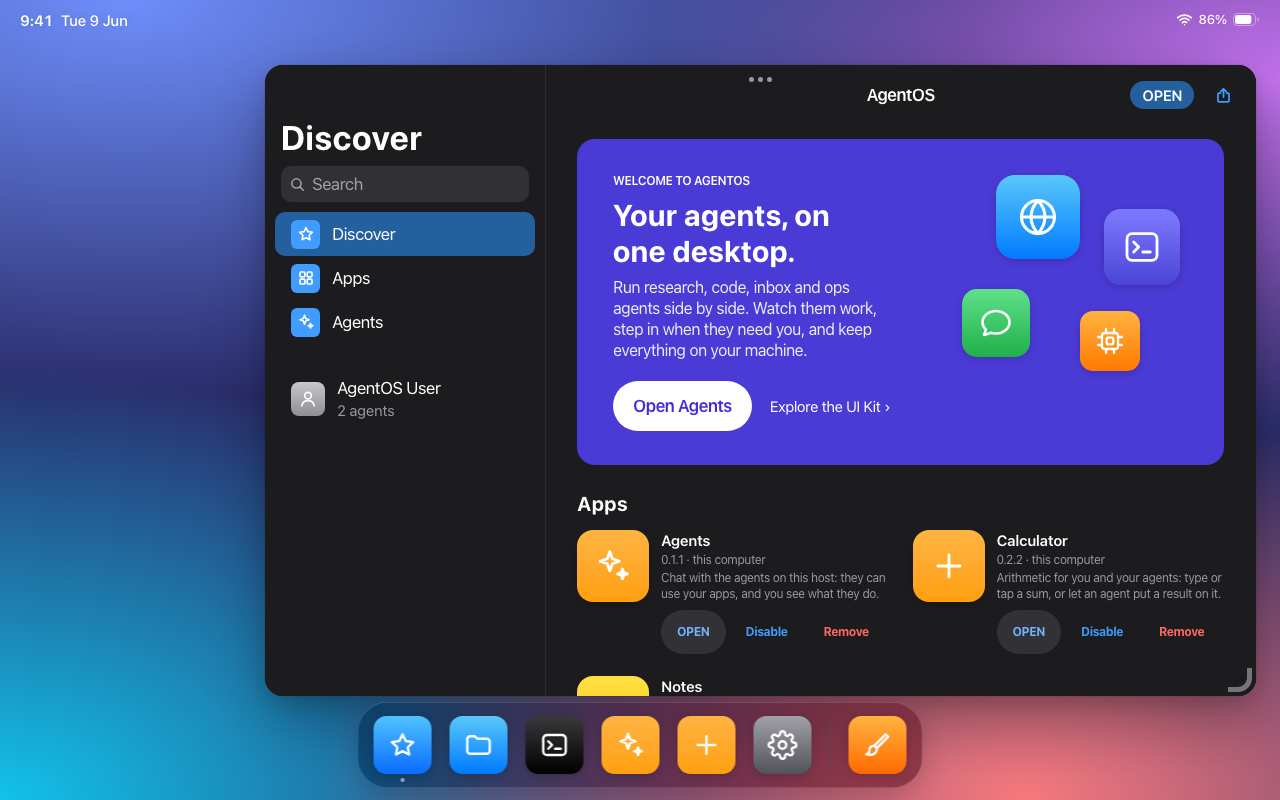 9:41 Tue 9 Jun
86%
AgentOS
OPEN
Discover
Search
Discover
Apps
Agents
AgentOS User
2 agents
WELCOME TO AGENTOS
Your agents, on
one desktop.
Run research, code, inbox and ops
agents side by side. Watch them work,
step in when they need you, and keep
everything on your machine.
Open Agents
Explore the UI Kit ›
Apps
Agents
0.1.1 · this computer
Chat with the agents on this host: they can
use your apps, and you see what they do.
OPEN Disable Remove
Calculator
0.2.2 · this computer
Arithmetic for you and your agents: type or
tap a sum, or let an agent put a result on it.
OPEN Disable Remove
Notes